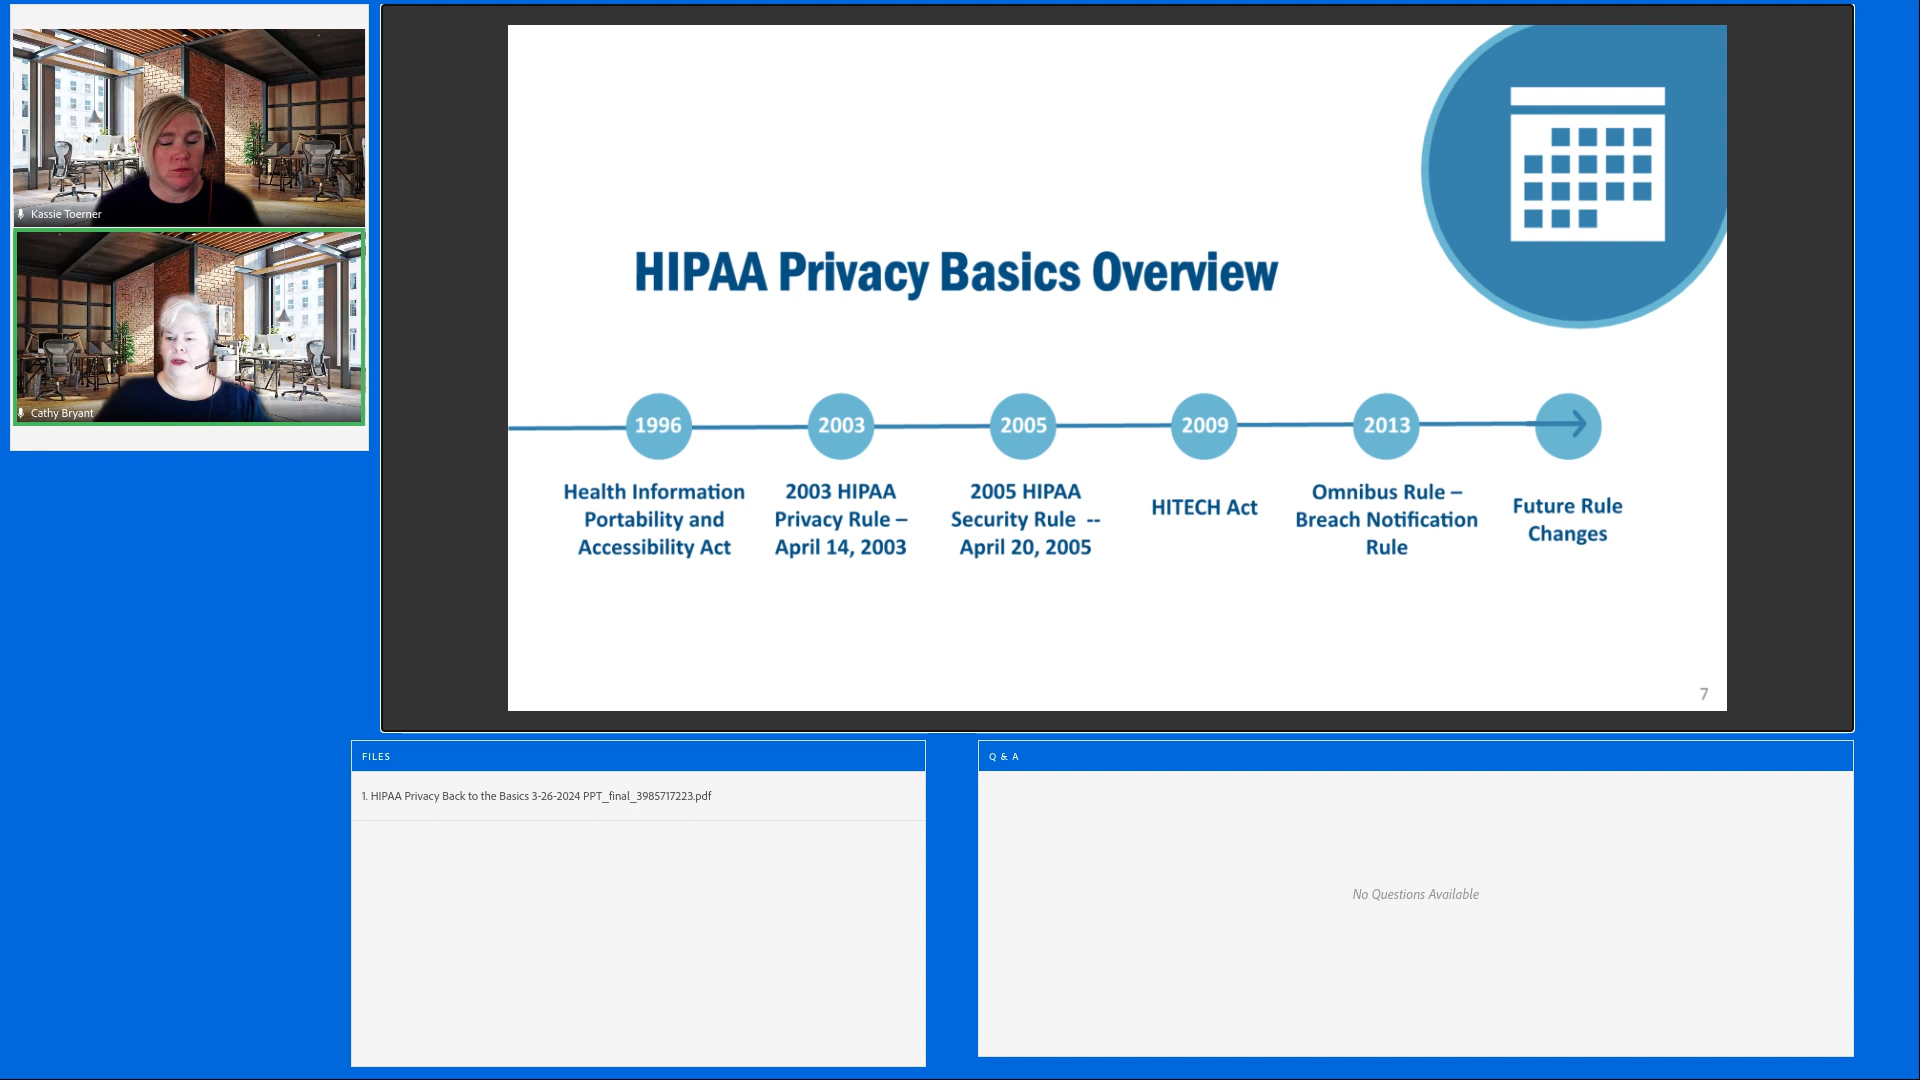 Kassie Toerner
Cathy Bryant
HIPAA Privacy Basics Overview
1996
2003
2005
2009
2013
Health Information
Portability and
Accessibility Act
2003 HIPAA
Privacy Rule –
April 14, 2003
2005 HIPAA
Security Rule --
April 20, 2005
HITECH Act
Omnibus Rule –
Breach Notification
Rule
Future Rule
Changes
7
FILES
1. HIPAA Privacy Back to the Basics 3-26-2024 PPT_final_3985717223.pdf
Q & A
No Questions Available